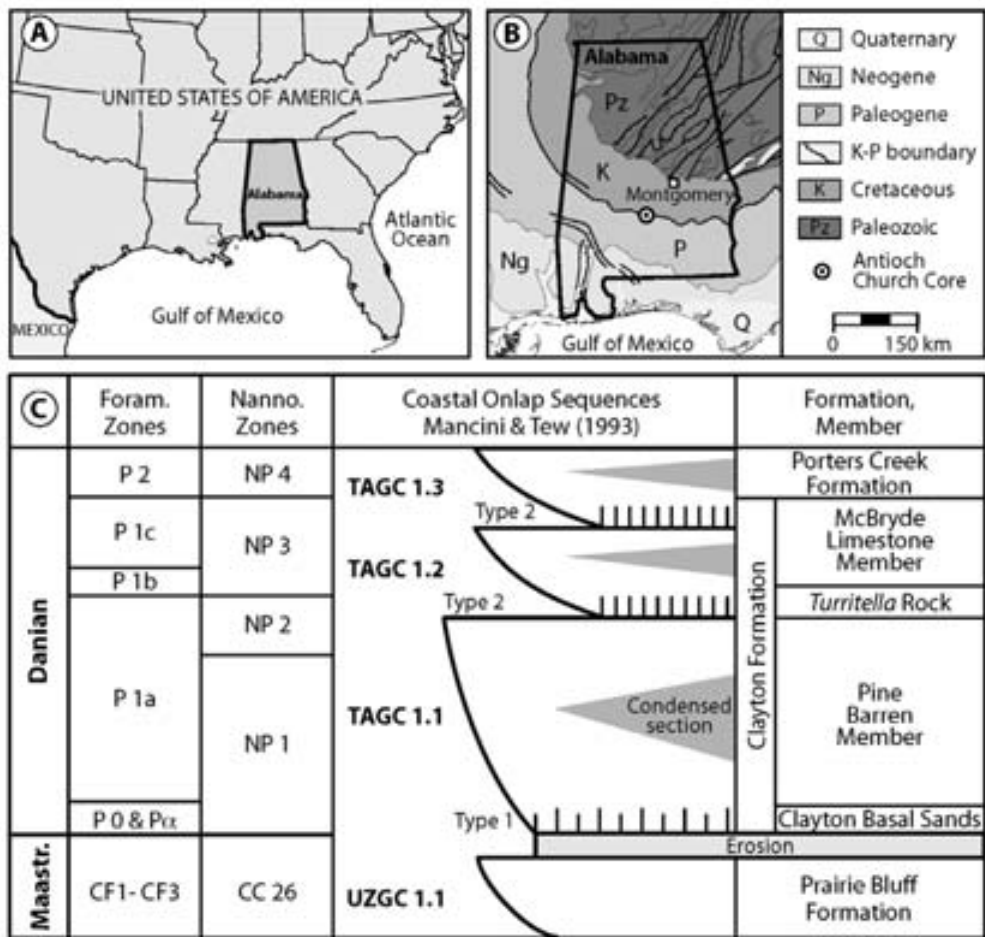 A
UNITED STATES OF AMERICA
Alabama
Atlantic
Ocean
MEXICO
Gulf of Mexico
B
Alabama
Pz
K
Montgomery
P
Ng
Q
Gulf of Mexico
Q Quaternary
Ng Neogene
P Paleogene
K-P boundary
K Cretaceous
Pz Paleozoic
Antioch
Church Core
0 150 km
C
Foram.
Zones
Nanno.
Zones
Coastal Onlap Sequences
Mancini & Tew (1993)
Formation,
Member
Danian
Maastr.
P 2
P 1c
P 1b
P 1a
P 0 & Pα
CF1- CF3
NP 4
NP 3
NP 2
NP 1
CC 26
TAGC 1.3
Type 2
TAGC 1.2
Type 2
TAGC 1.1
Condensed
section
Type 1
Erosion
UZGC 1.1
Clayton Formation
Porters Creek
Formation
McBryde
Limestone
Member
Turritella Rock
Pine
Barren
Member
Clayton Basal Sands
Prairie Bluff
Formation